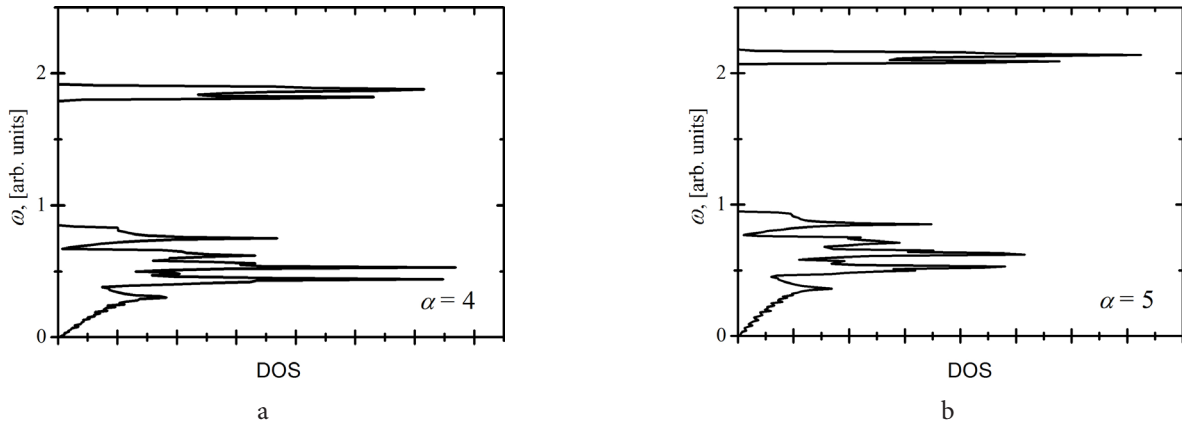 2
1
0
ω, [arb. units]
α = 4
DOS
a
2
1
0
ω, [arb. units]
α = 5
DOS
b